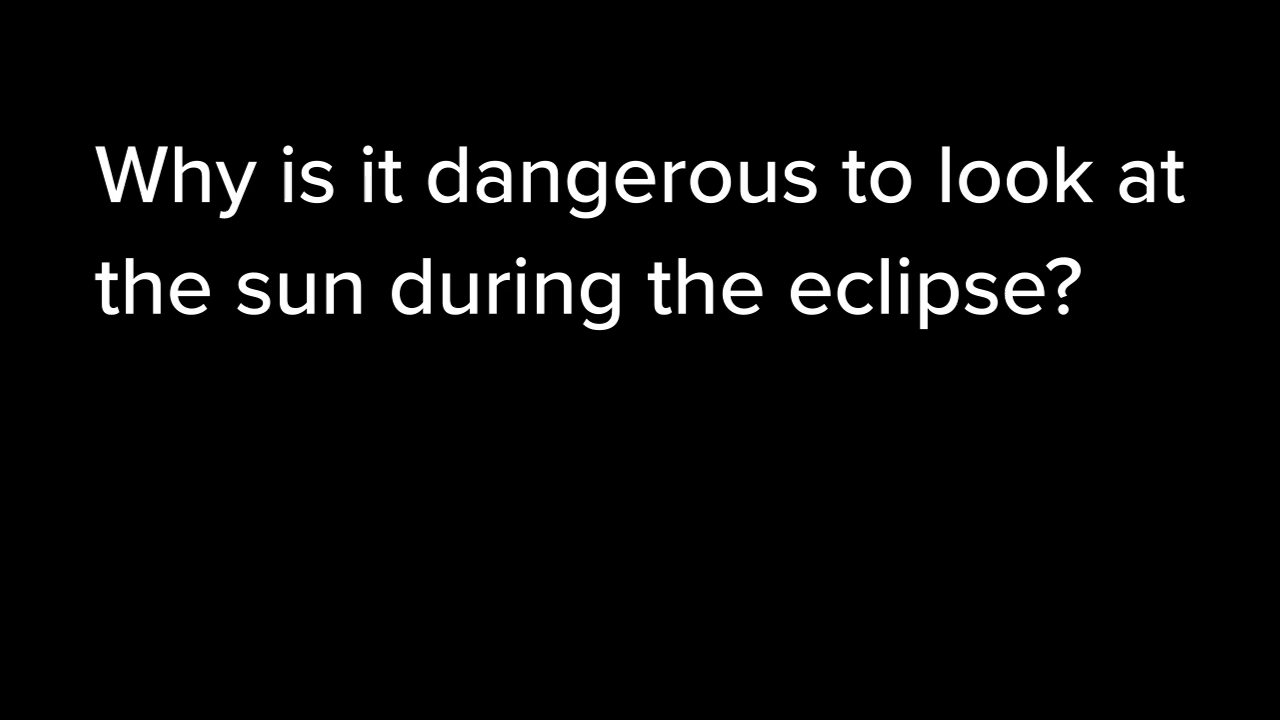 Why is it dangerous to look at
the sun during the eclipse?